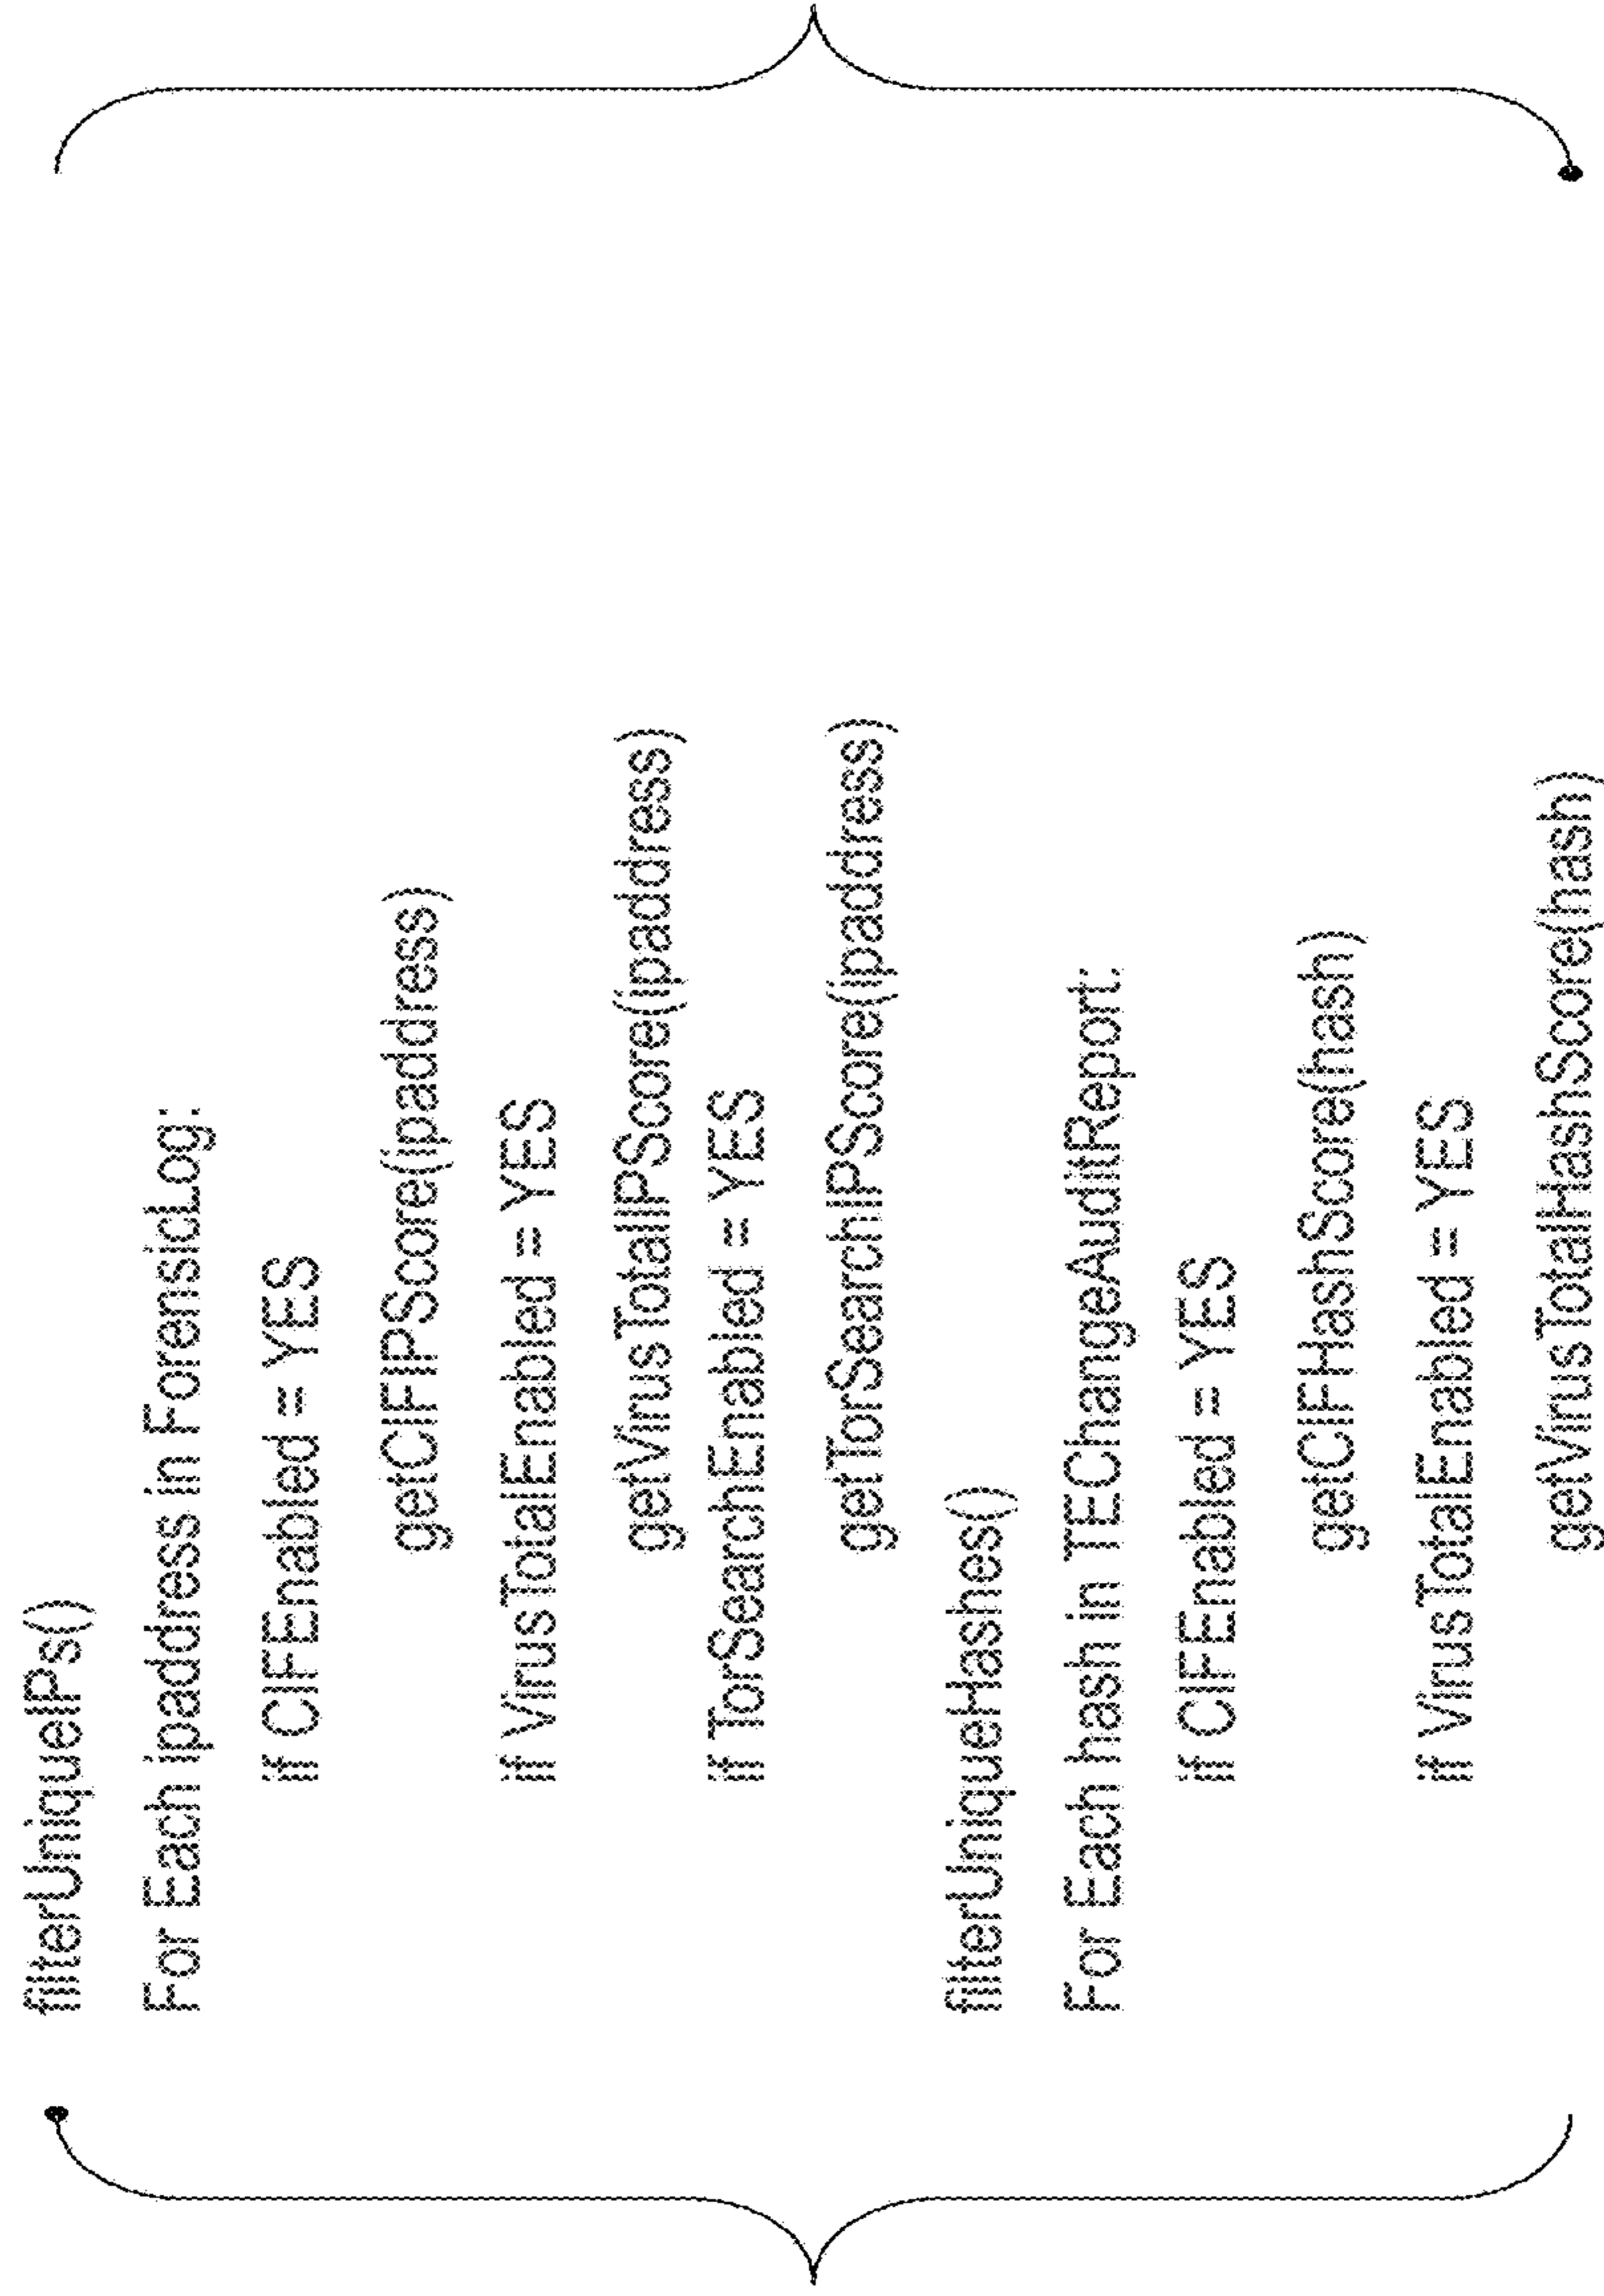 filterUniqueIPs()
For Each ipaddress in ForensicLog:
if CIFEnabled = YES
getCIFIPScore(ipaddress)
if VirusTotalEnabled = YES
getVirusTotalIPScore(ipaddress)
if TorSearchEnabled = YES
getTorSearchIPScore(ipaddress)
filterUniqueHashes()
For Each hash in TEChangeAuditReport:
if CIFEnabled = YES
getCIFHashScore(hash)
if VirusTotalEnabled = YES
getVirusTotalHashScore(hash)